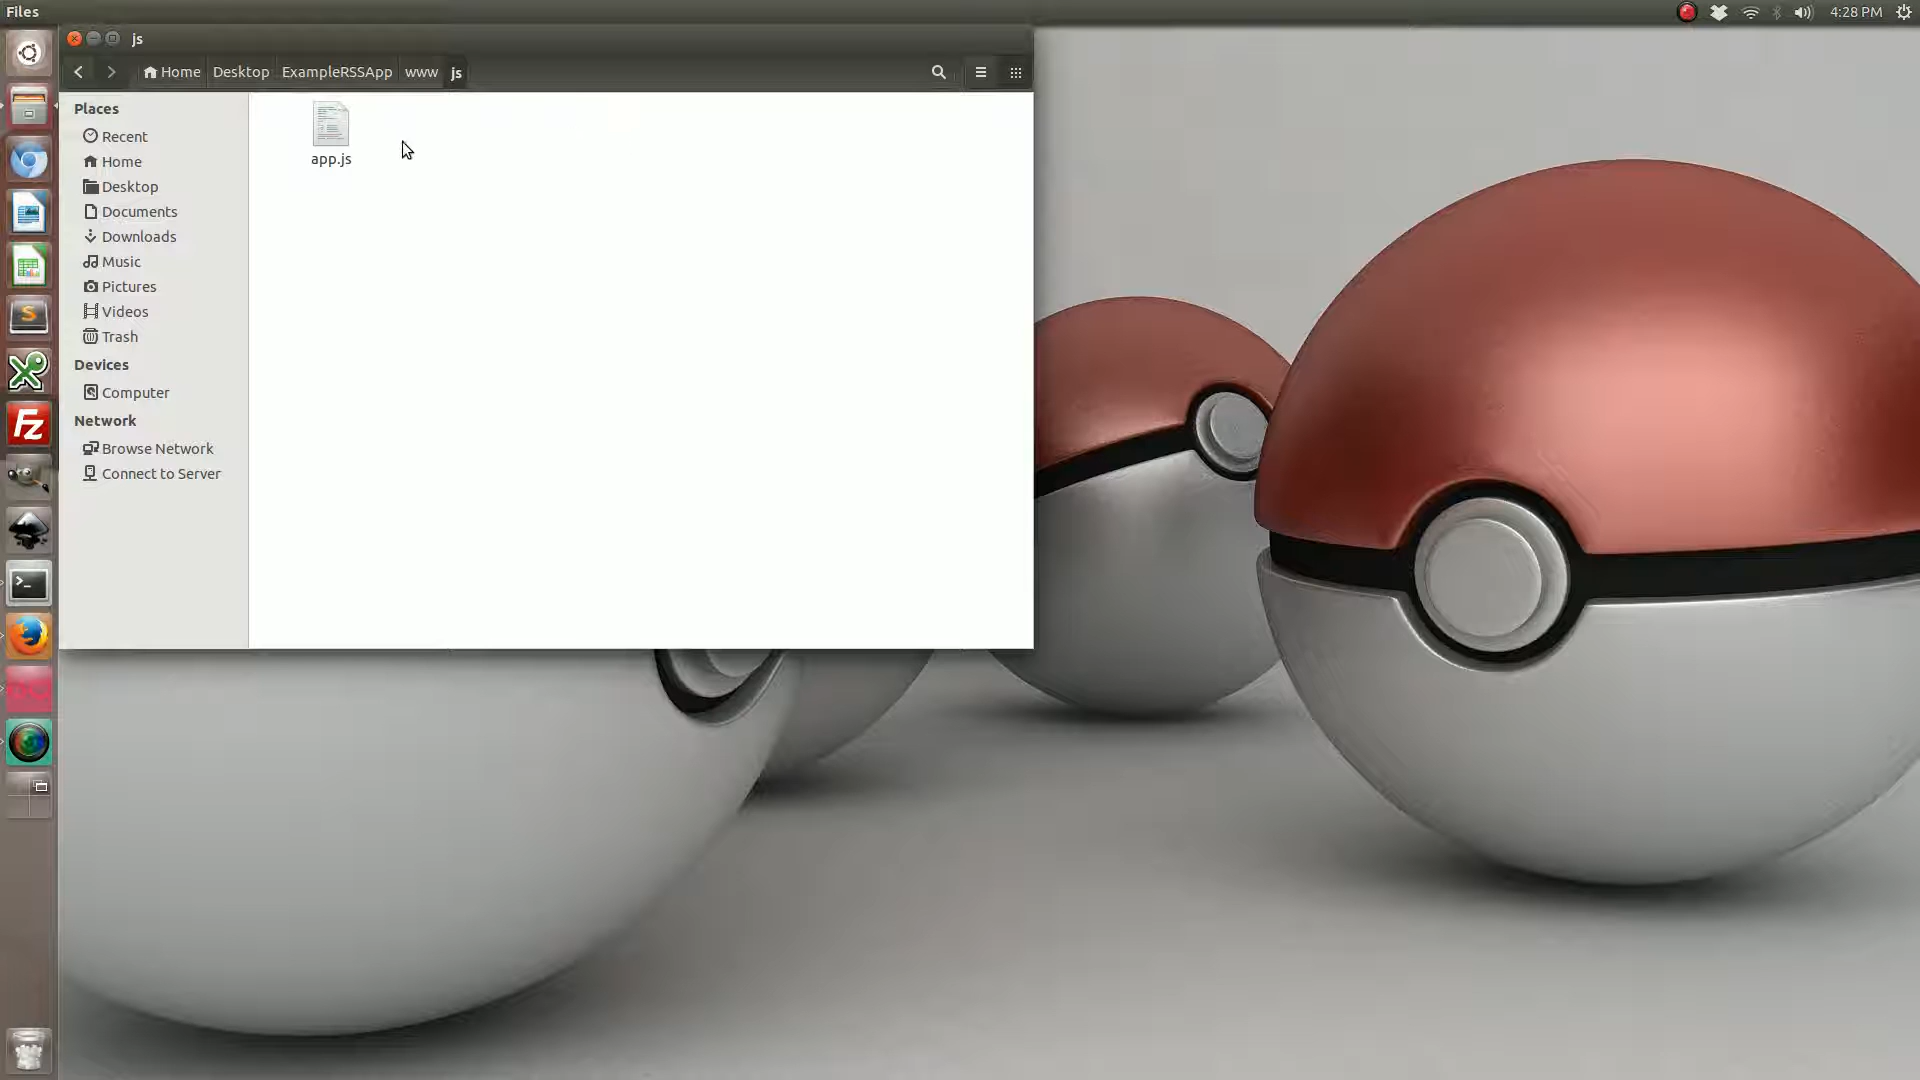 Files
4:28 PM
js
Home
Desktop
ExampleRSSApp
www
js
Places
Recent
Home
Desktop
Documents
Downloads
Music
Pictures
Videos
Trash
Devices
Computer
Network
Browse Network
Connect to Server
app.js
S
X
Fz
>_